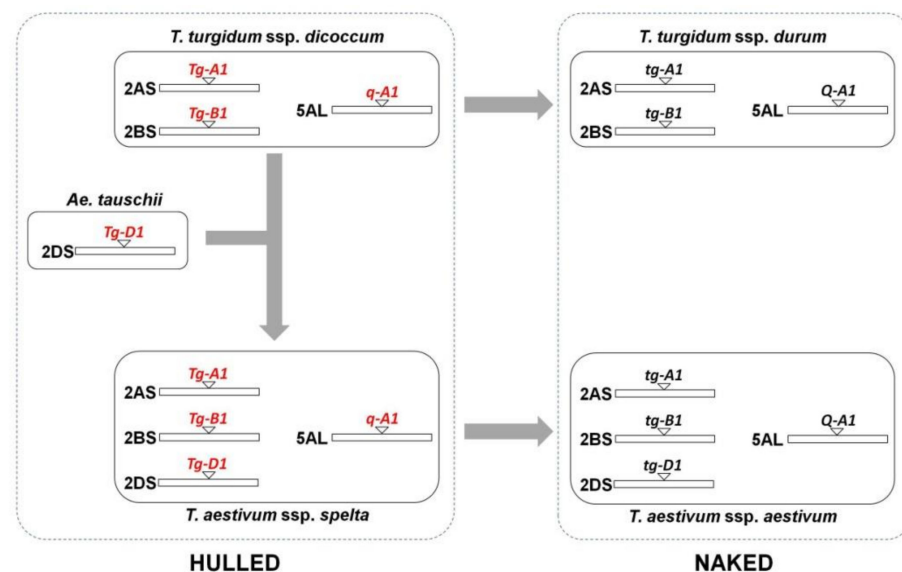 T. turgidum ssp. dicoccum
Tg-A1
2AS
Tg-B1
2BS
q-A1
5AL
T. turgidum ssp. durum
tg-A1
2AS
tg-B1
2BS
Q-A1
5AL
Ae. tauschii
Tg-D1
2DS
Tg-A1
2AS
Tg-B1
2BS
Tg-D1
2DS
q-A1
5AL
T. aestivum ssp. spelta
tg-A1
2AS
tg-B1
2BS
tg-D1
2DS
Q-A1
5AL
T. aestivum ssp. aestivum
HULLED
NAKED